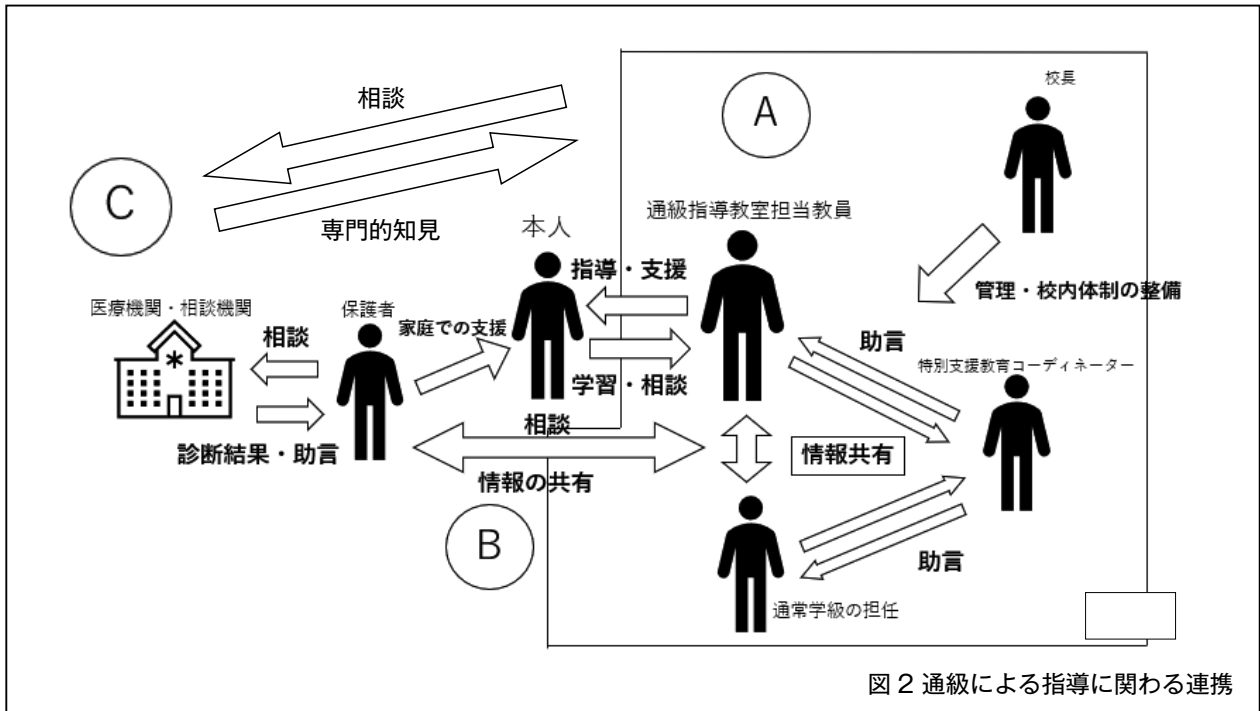 相談
A
校長
C
専門的知見
本人
通級指導教室担当教員
指導・支援
管理・校内体制の整備
医療機関・相談機関
保護者
相談
家庭での支援
助言
特別支援教育コーディネーター
学習・相談
診断結果・助言
相談
情報の共有
情報共有
B
助言
通常学級の担任
図2 通級による指導に関わる連携